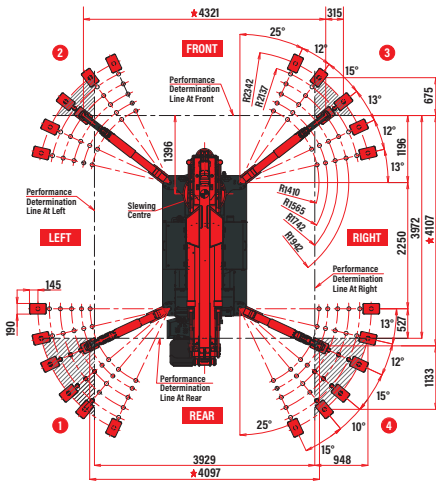 ★4321
315
25°
12°
15°
13°
12°
13°
2
FRONT
3
R2342
R2137
Performance
Determination
Line At Front
675
1396
1196
Performance
Determination
Line At Left
Slewing
Centre
R1410
R1565
R1742
R1942
LEFT
RIGHT
2250
3972
★4107
Performance
Determination
Line At Right
145
190
13°
527
12°
Performance
Determination
Line At Rear
1133
15°
1
REAR
25°
10°
4
15°
3929
948
★4097